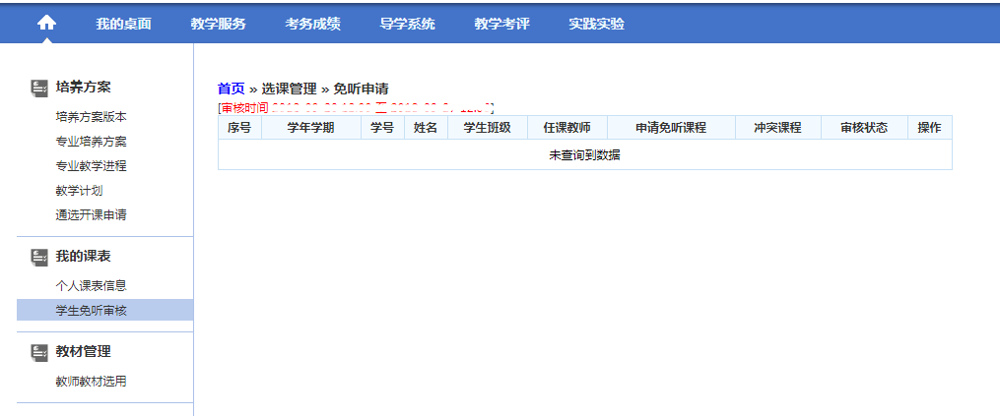 我的桌面 教学服务 考务成绩 导学系统 教学考评 实践实验
培养方案
培养方案版本
专业培养方案
专业教学进程
教学计划
通选开课申请
我的课表
个人课表信息
学生免听审核
教材管理
教师教材选用
首页 » 选课管理 » 免听申请
[审核时间 至
序号 学年学期 学号 姓名 学生班级 任课教师 申请免听课程 冲突课程 审核状态 操作
未查询到数据